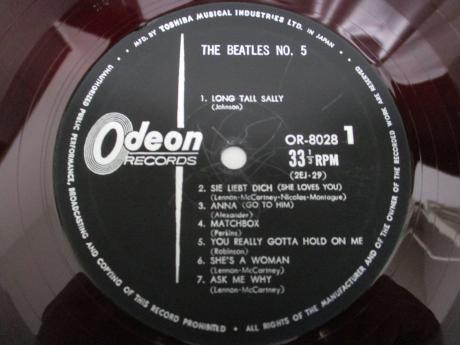 MFD. BY TOSHIBA MUSICAL INDUSTRIES LTD. IN JAPAN
UNAUTHORISED PUBLIC PERFORMANCE, BROADCASTING AND COPYING OF THIS RECORD PROHIBITED • ALL RIGHTS OF THE MANUFACTURER AND OF THE OWNER OF THE RECORDED WORK ARE RESERVED
THE BEATLES NO. 5
1. LONG TALL SALLY
(Johnson)
Odeon
RECORDS
OR-8028 1
33⅓ RPM
(2EJ-29)
2. SIE LIEBT DICH (SHE LOVES YOU)
(Lennon-McCartney-Nicolas-Montague)
3. ANNA (GO TO HIM)
(Alexander)
4. MATCHBOX
(Perkins)
5. YOU REALLY GOTTA HOLD ON ME
(Robinson)
6. SHE'S A WOMAN
(Lennon-McCartney)
7. ASK ME WHY
(Lennon-McCartney)